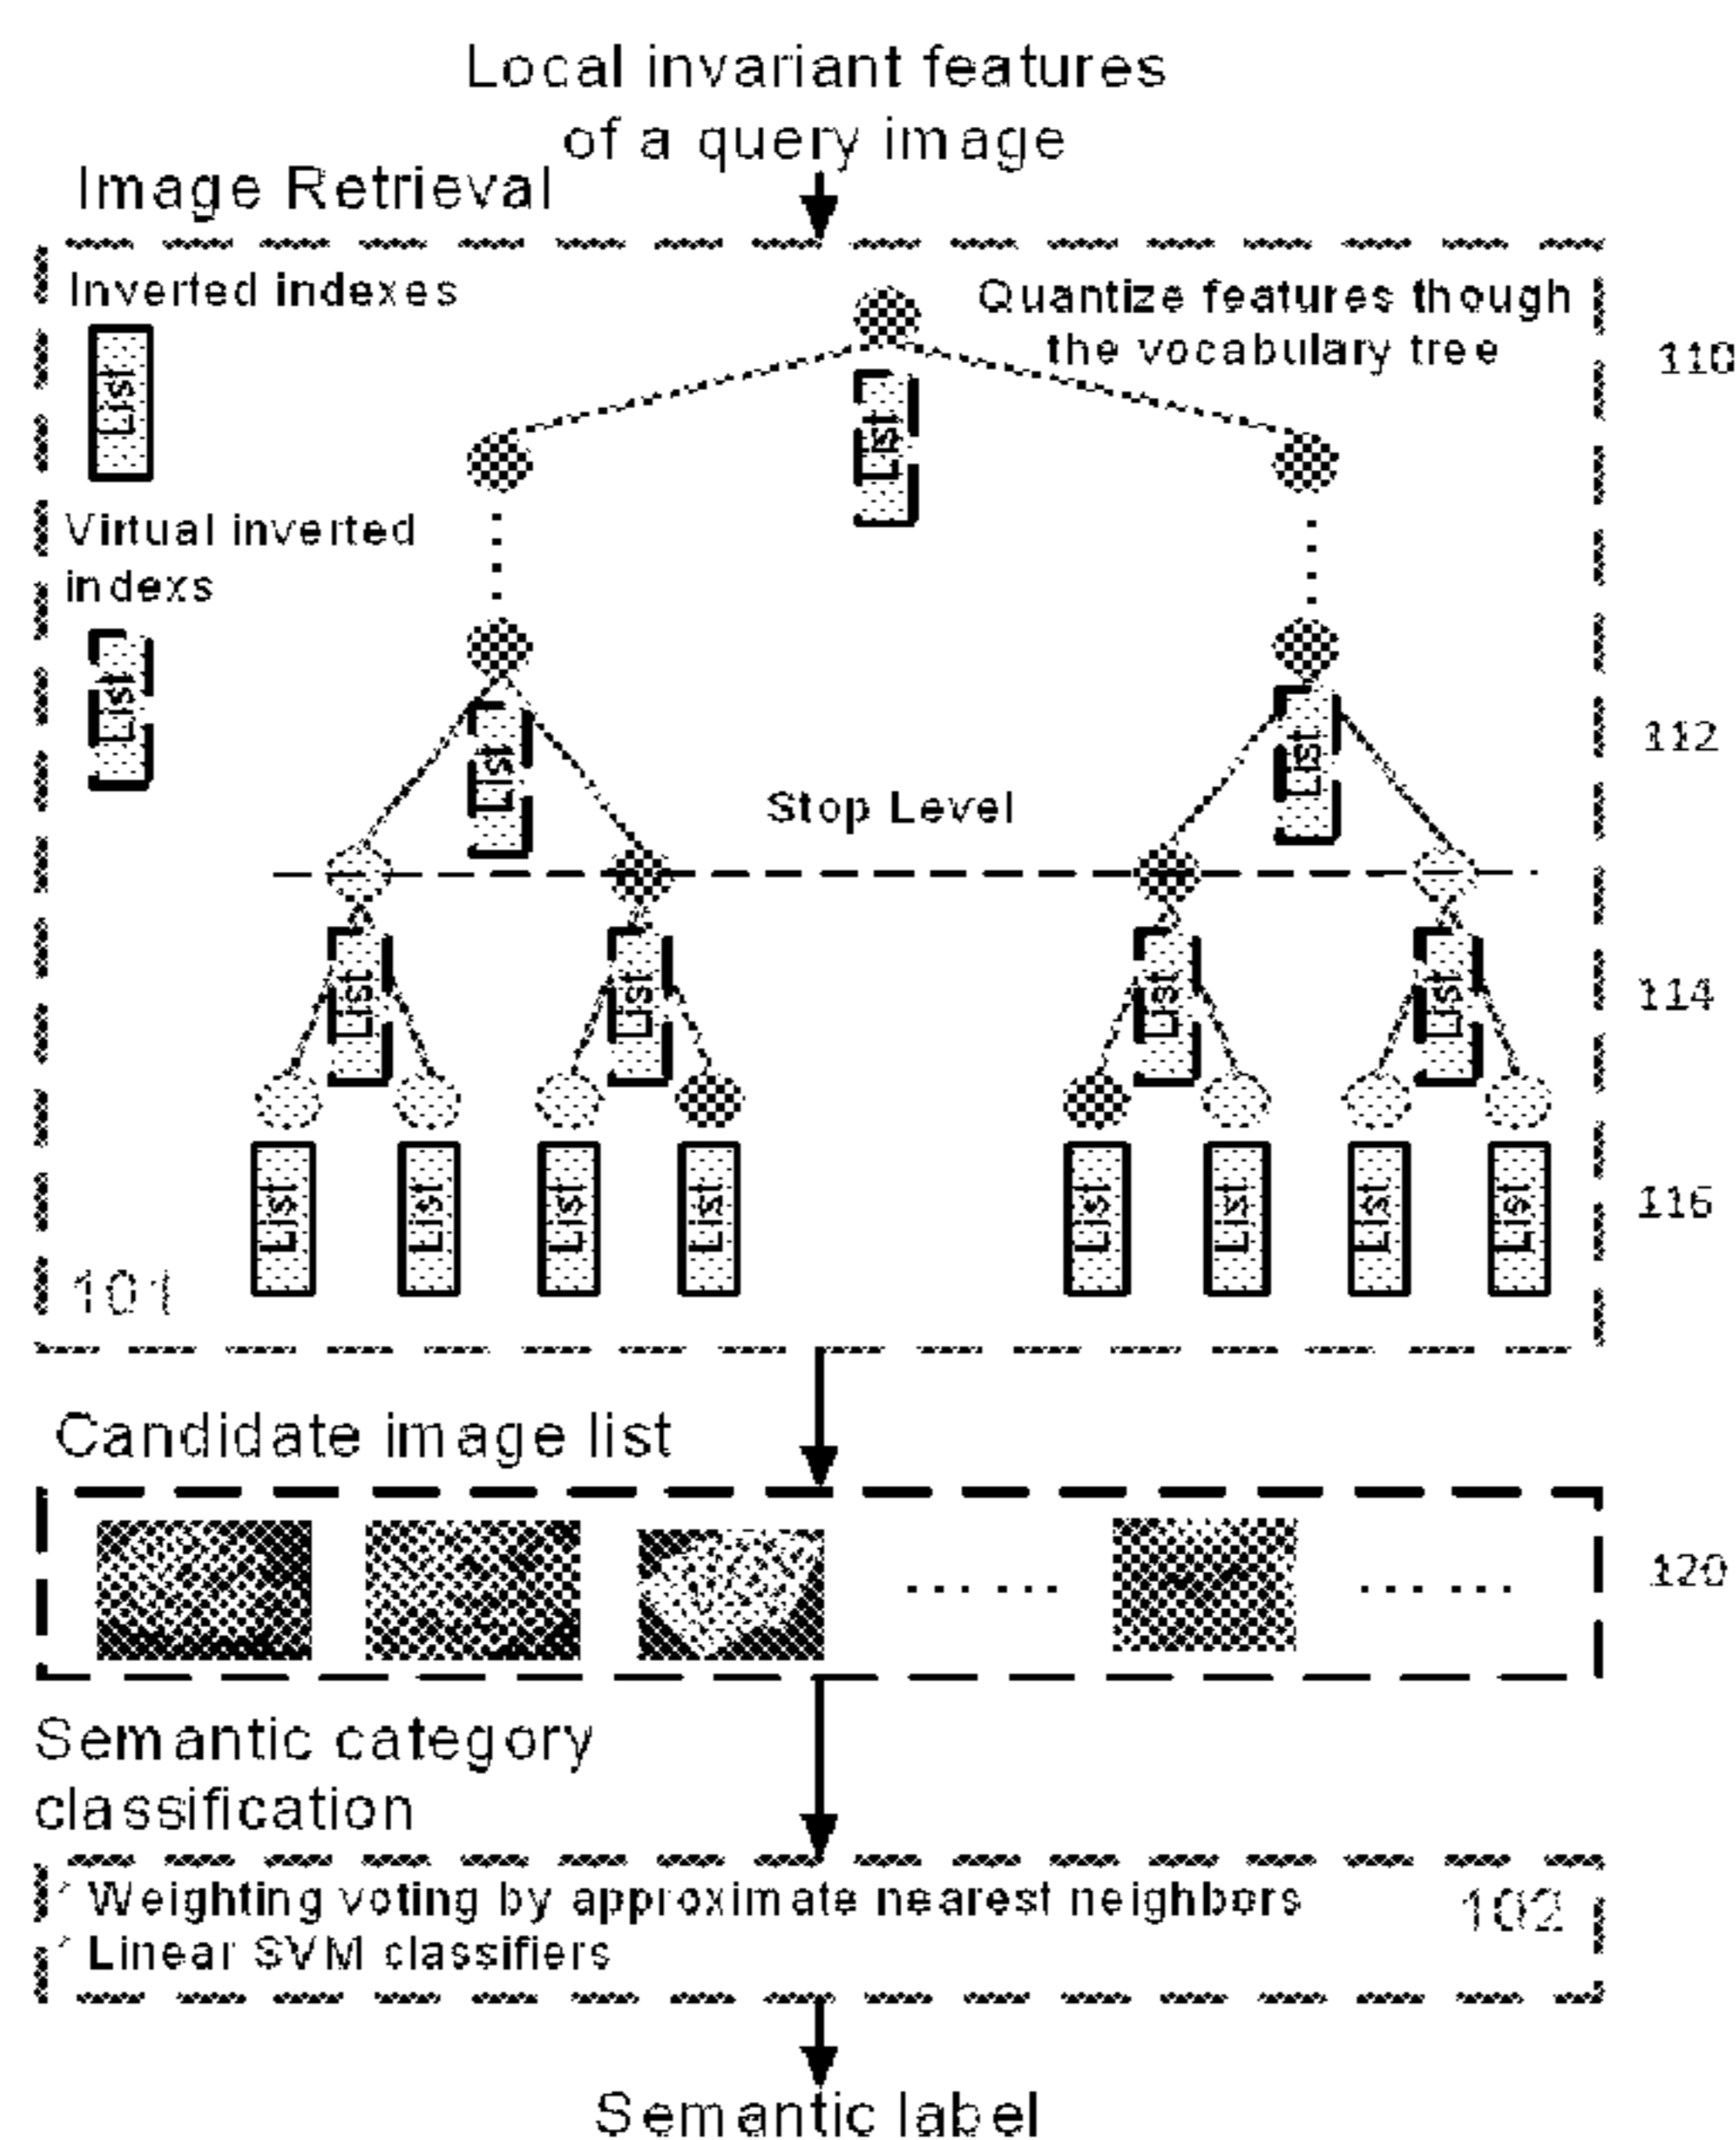 Local invariant features
of a query image
Image Retrieval
Inverted indexes
List
Quantize features though
the vocabulary tree
110
List
Virtual inverted
indexs
List
List
List
112
Stop Level
List
List
List
List
114
List
List
List
List
List
List
List
List
116
101
Candidate image list
120
Semantic category
classification
Weighting voting by approximate nearest neighbors
102
Linear SVM classifiers
Semantic label